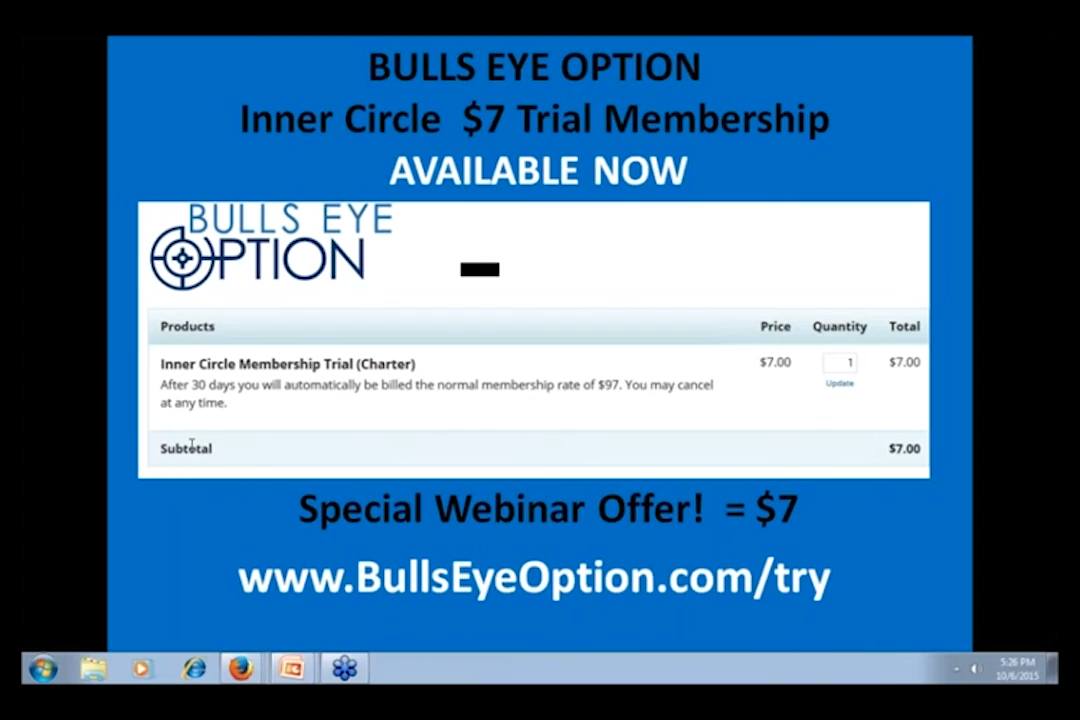 BULLS EYE OPTION
Inner Circle $7 Trial Membership
AVAILABLE NOW
BULLS EYE
OPTION
Products Price Quantity Total
Inner Circle Membership Trial (Charter) $7.00 1 $7.00
After 30 days you will automatically be billed the normal membership rate of $97. You may cancel Update
at any time.
Subtotal $7.00
Special Webinar Offer! = $7
www.BullsEyeOption.com/try
5:26 PM
10/6/2015